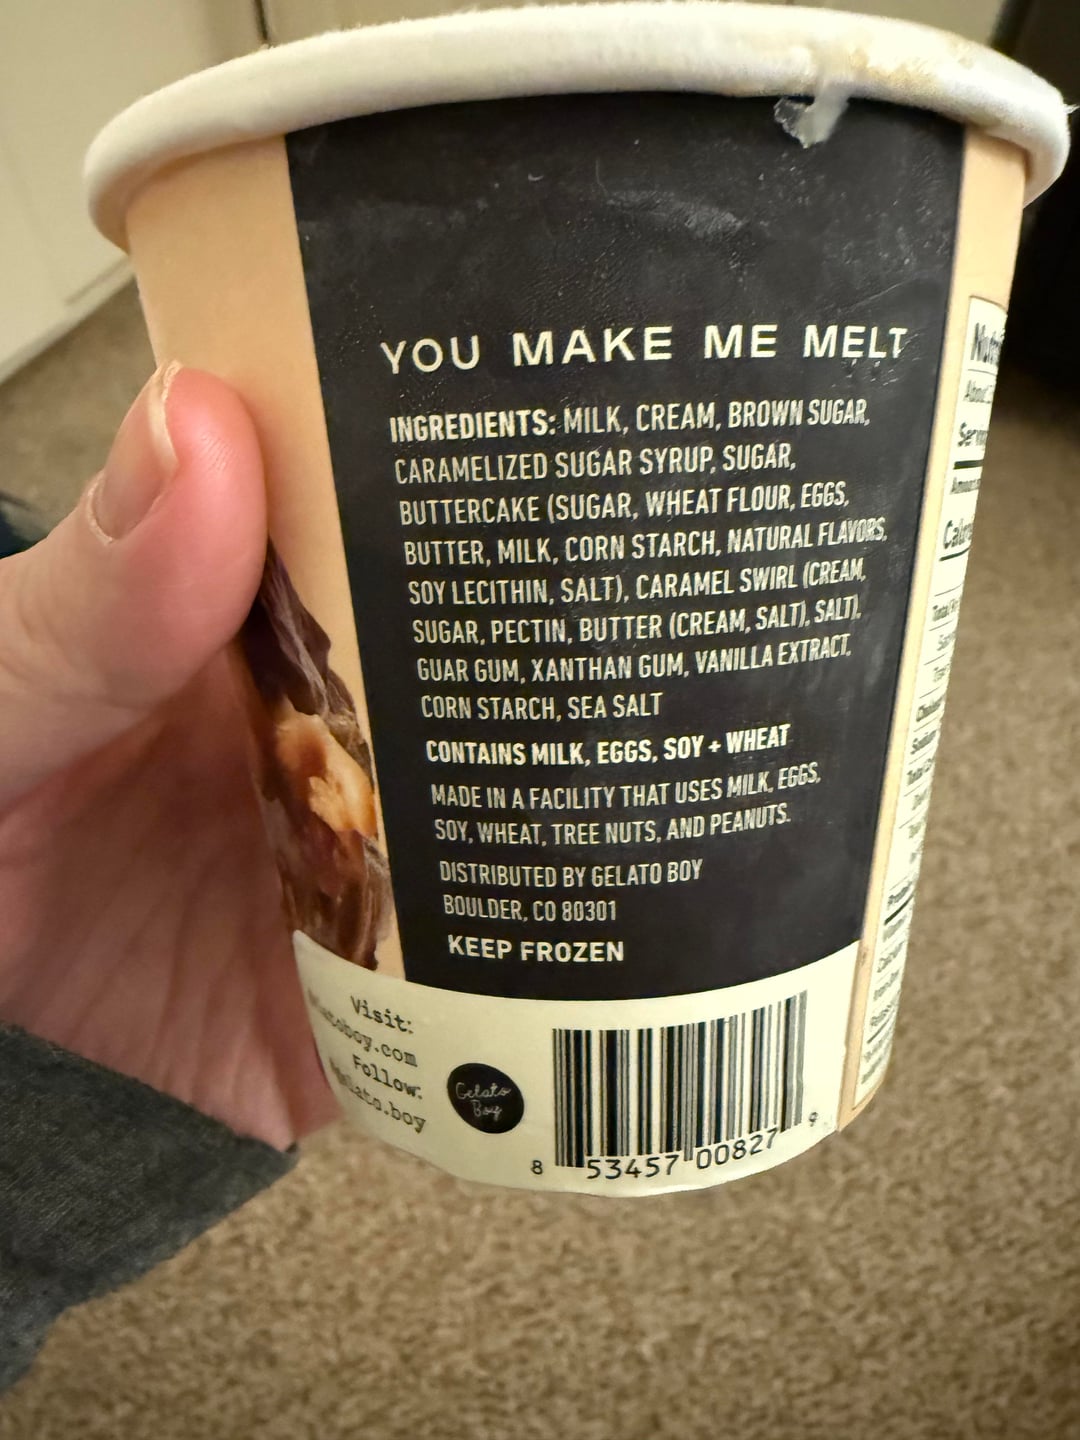 YOU MAKE ME MELT
INGREDIENTS: MILK, CREAM, BROWN SUGAR,
CARAMELIZED SUGAR SYRUP, SUGAR,
BUTTERCAKE (SUGAR, WHEAT FLOUR, EGGS,
BUTTER, MILK, CORN STARCH, NATURAL FLAVORS,
SOY LECITHIN, SALT), CARAMEL SWIRL (CREAM,
SUGAR, PECTIN, BUTTER (CREAM, SALT), SALT),
GUAR GUM, XANTHAN GUM, VANILLA EXTRACT,
CORN STARCH, SEA SALT
CONTAINS MILK, EGGS, SOY + WHEAT
MADE IN A FACILITY THAT USES MILK, EGGS,
SOY, WHEAT, TREE NUTS, AND PEANUTS.
DISTRIBUTED BY GELATO BOY
BOULDER, CO 80301
KEEP FROZEN
Visit:
Follow:
Gelato
Boy
8 53457 00827 9